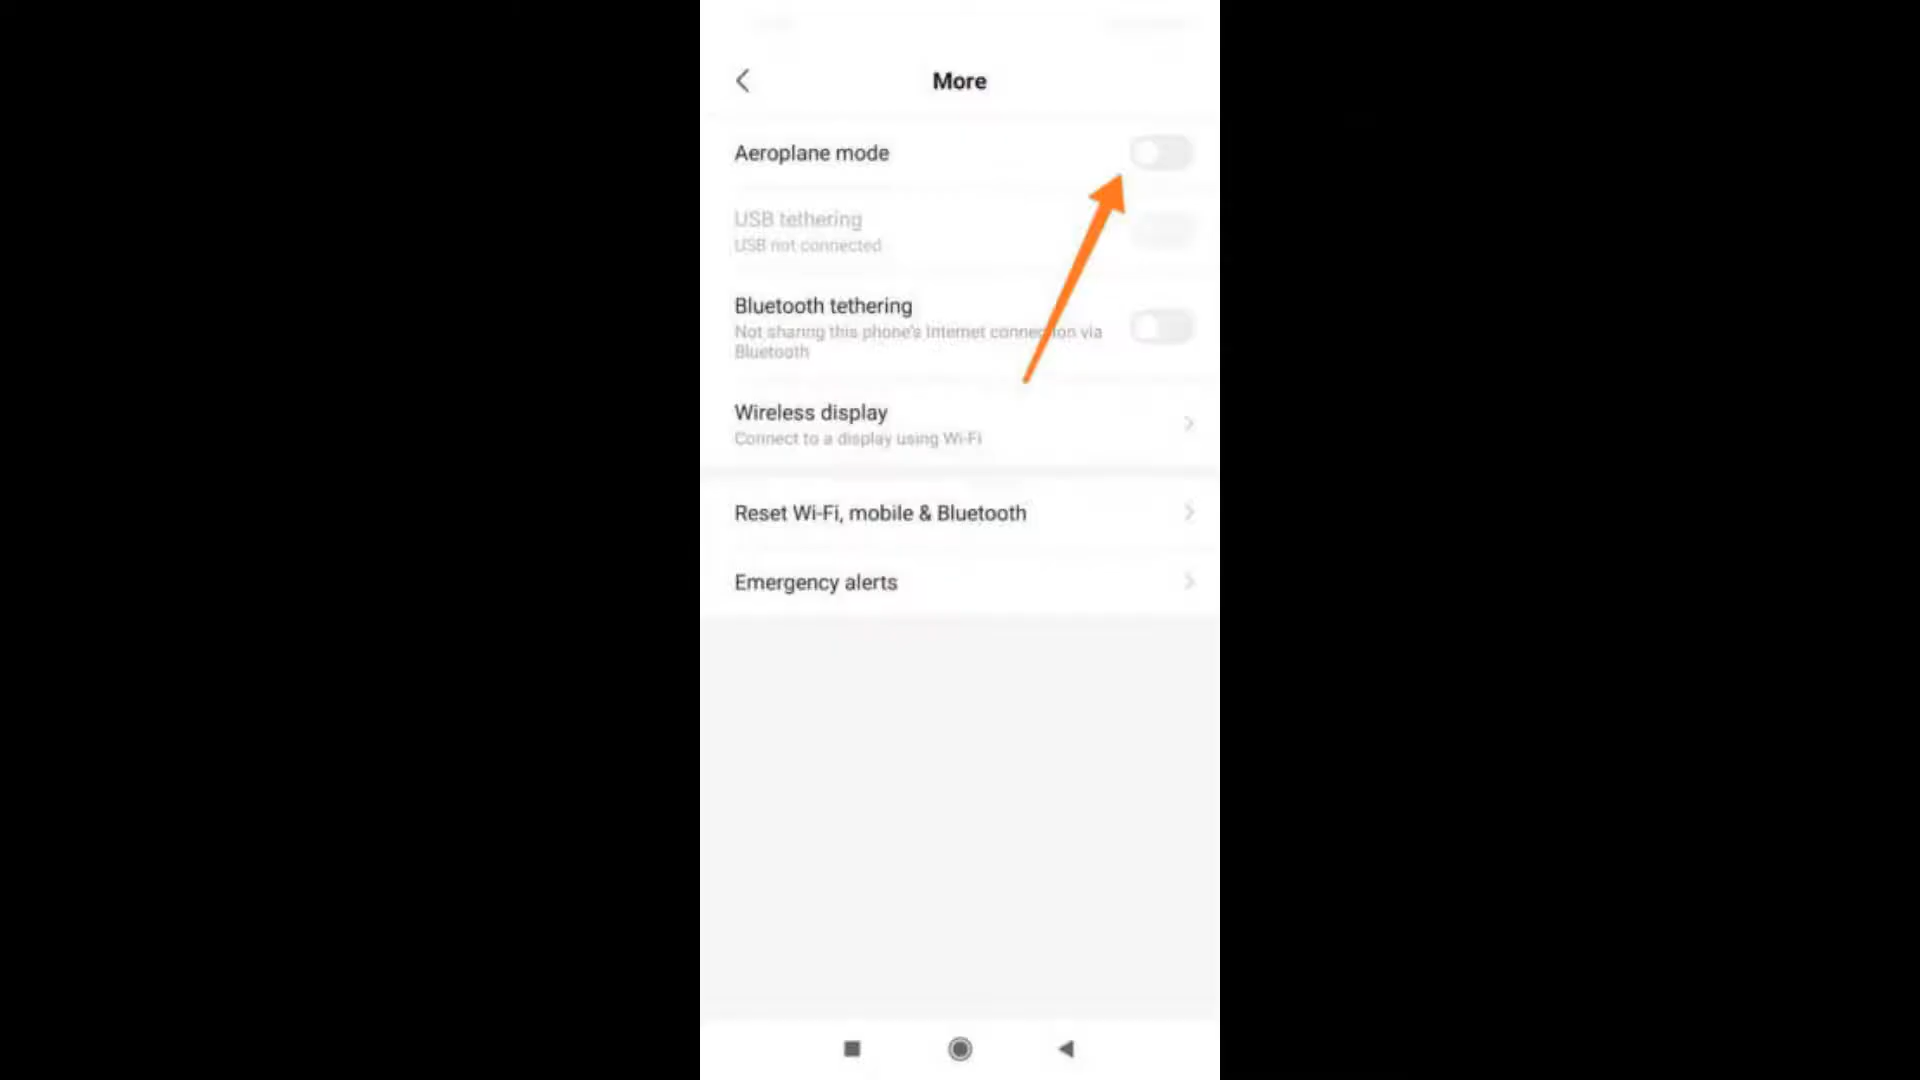 More
Aeroplane mode
USB tethering
USB not connected
Bluetooth tethering
Not sharing this phone's Internet connection via
Bluetooth
Wireless display
Connect to a display using Wi-Fi
Reset Wi-Fi, mobile & Bluetooth
Emergency alerts